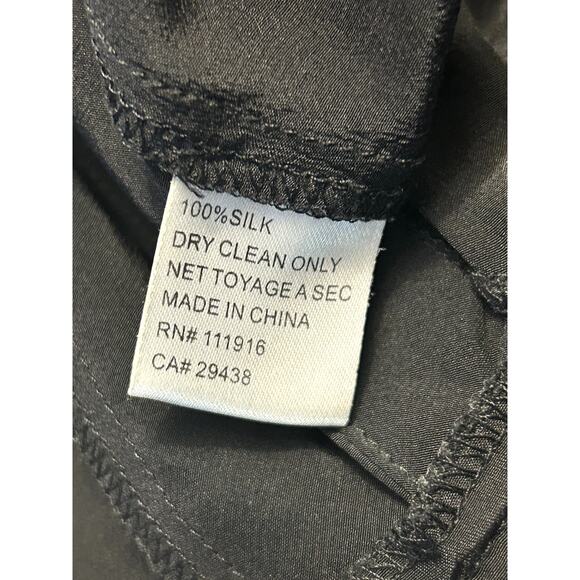 100%SILK
DRY CLEAN ONLY
NET TOYAGE A SEC
MADE IN CHINA
RN# 111916
CA# 29438